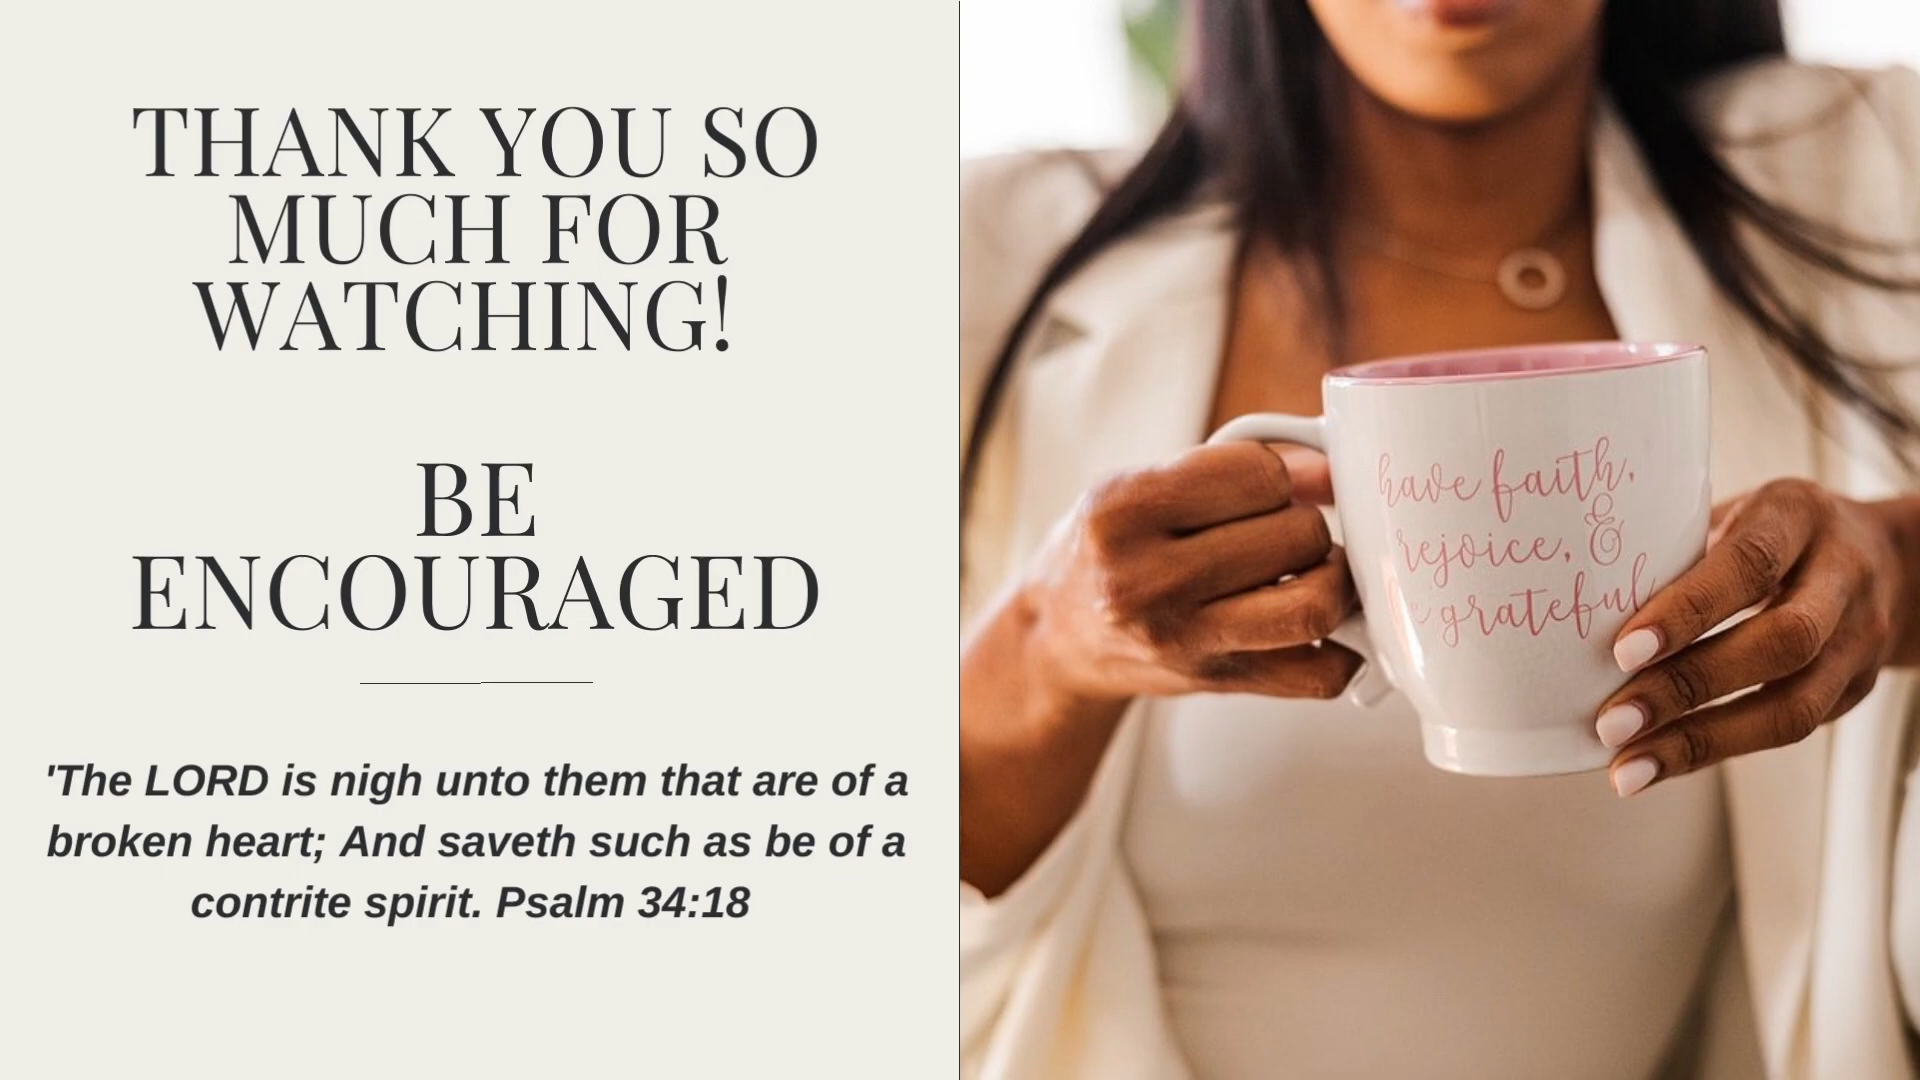 THANK YOU SO
MUCH FOR
WATCHING!
BE
ENCOURAGED
'The LORD is nigh unto them that are of a
broken heart; And saveth such as be of a
contrite spirit. Psalm 34:18
have faith,
rejoice, &
e grateful